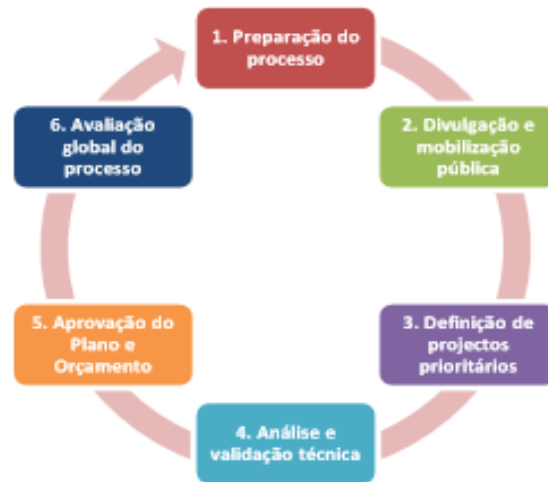 1. Preparação do
processo
2. Divulgação e
mobilização
pública
3. Definição de
projectos
prioritários
4. Análise e
validação técnica
5. Aprovação do
Plano e
Orçamento
6. Avaliação
global do
processo